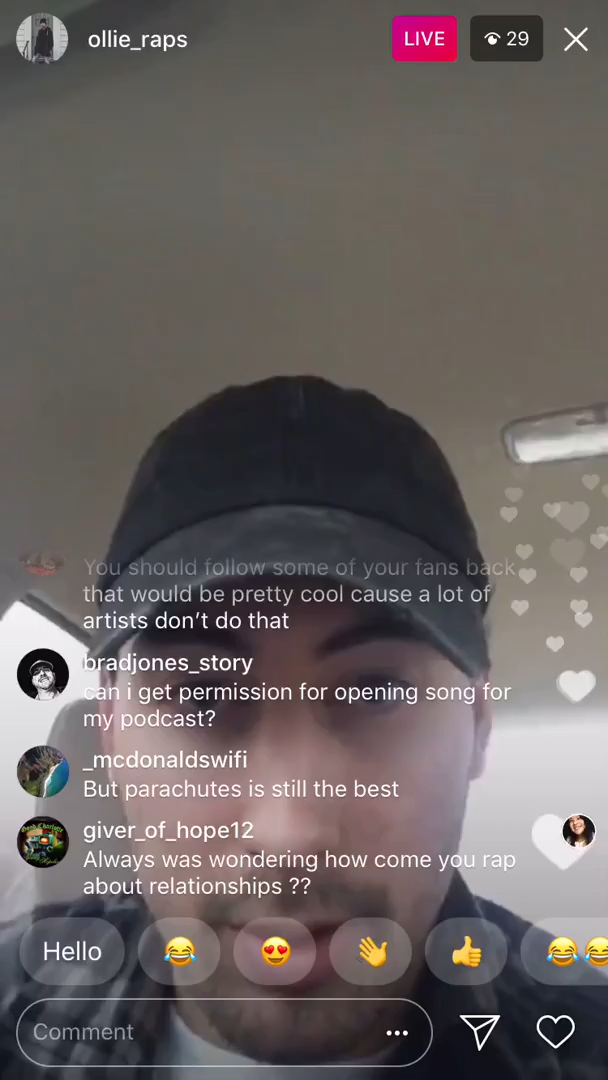 ollie_raps
LIVE
29
You should follow some of your fans back
that would be pretty cool cause a lot of
artists don't do that
bradjones_story
can i get permission for opening song for
my podcast?
_mcdonaldswifi
But parachutes is still the best
giver_of_hope12
Always was wondering how come you rap
about relationships ??
Hello
Comment